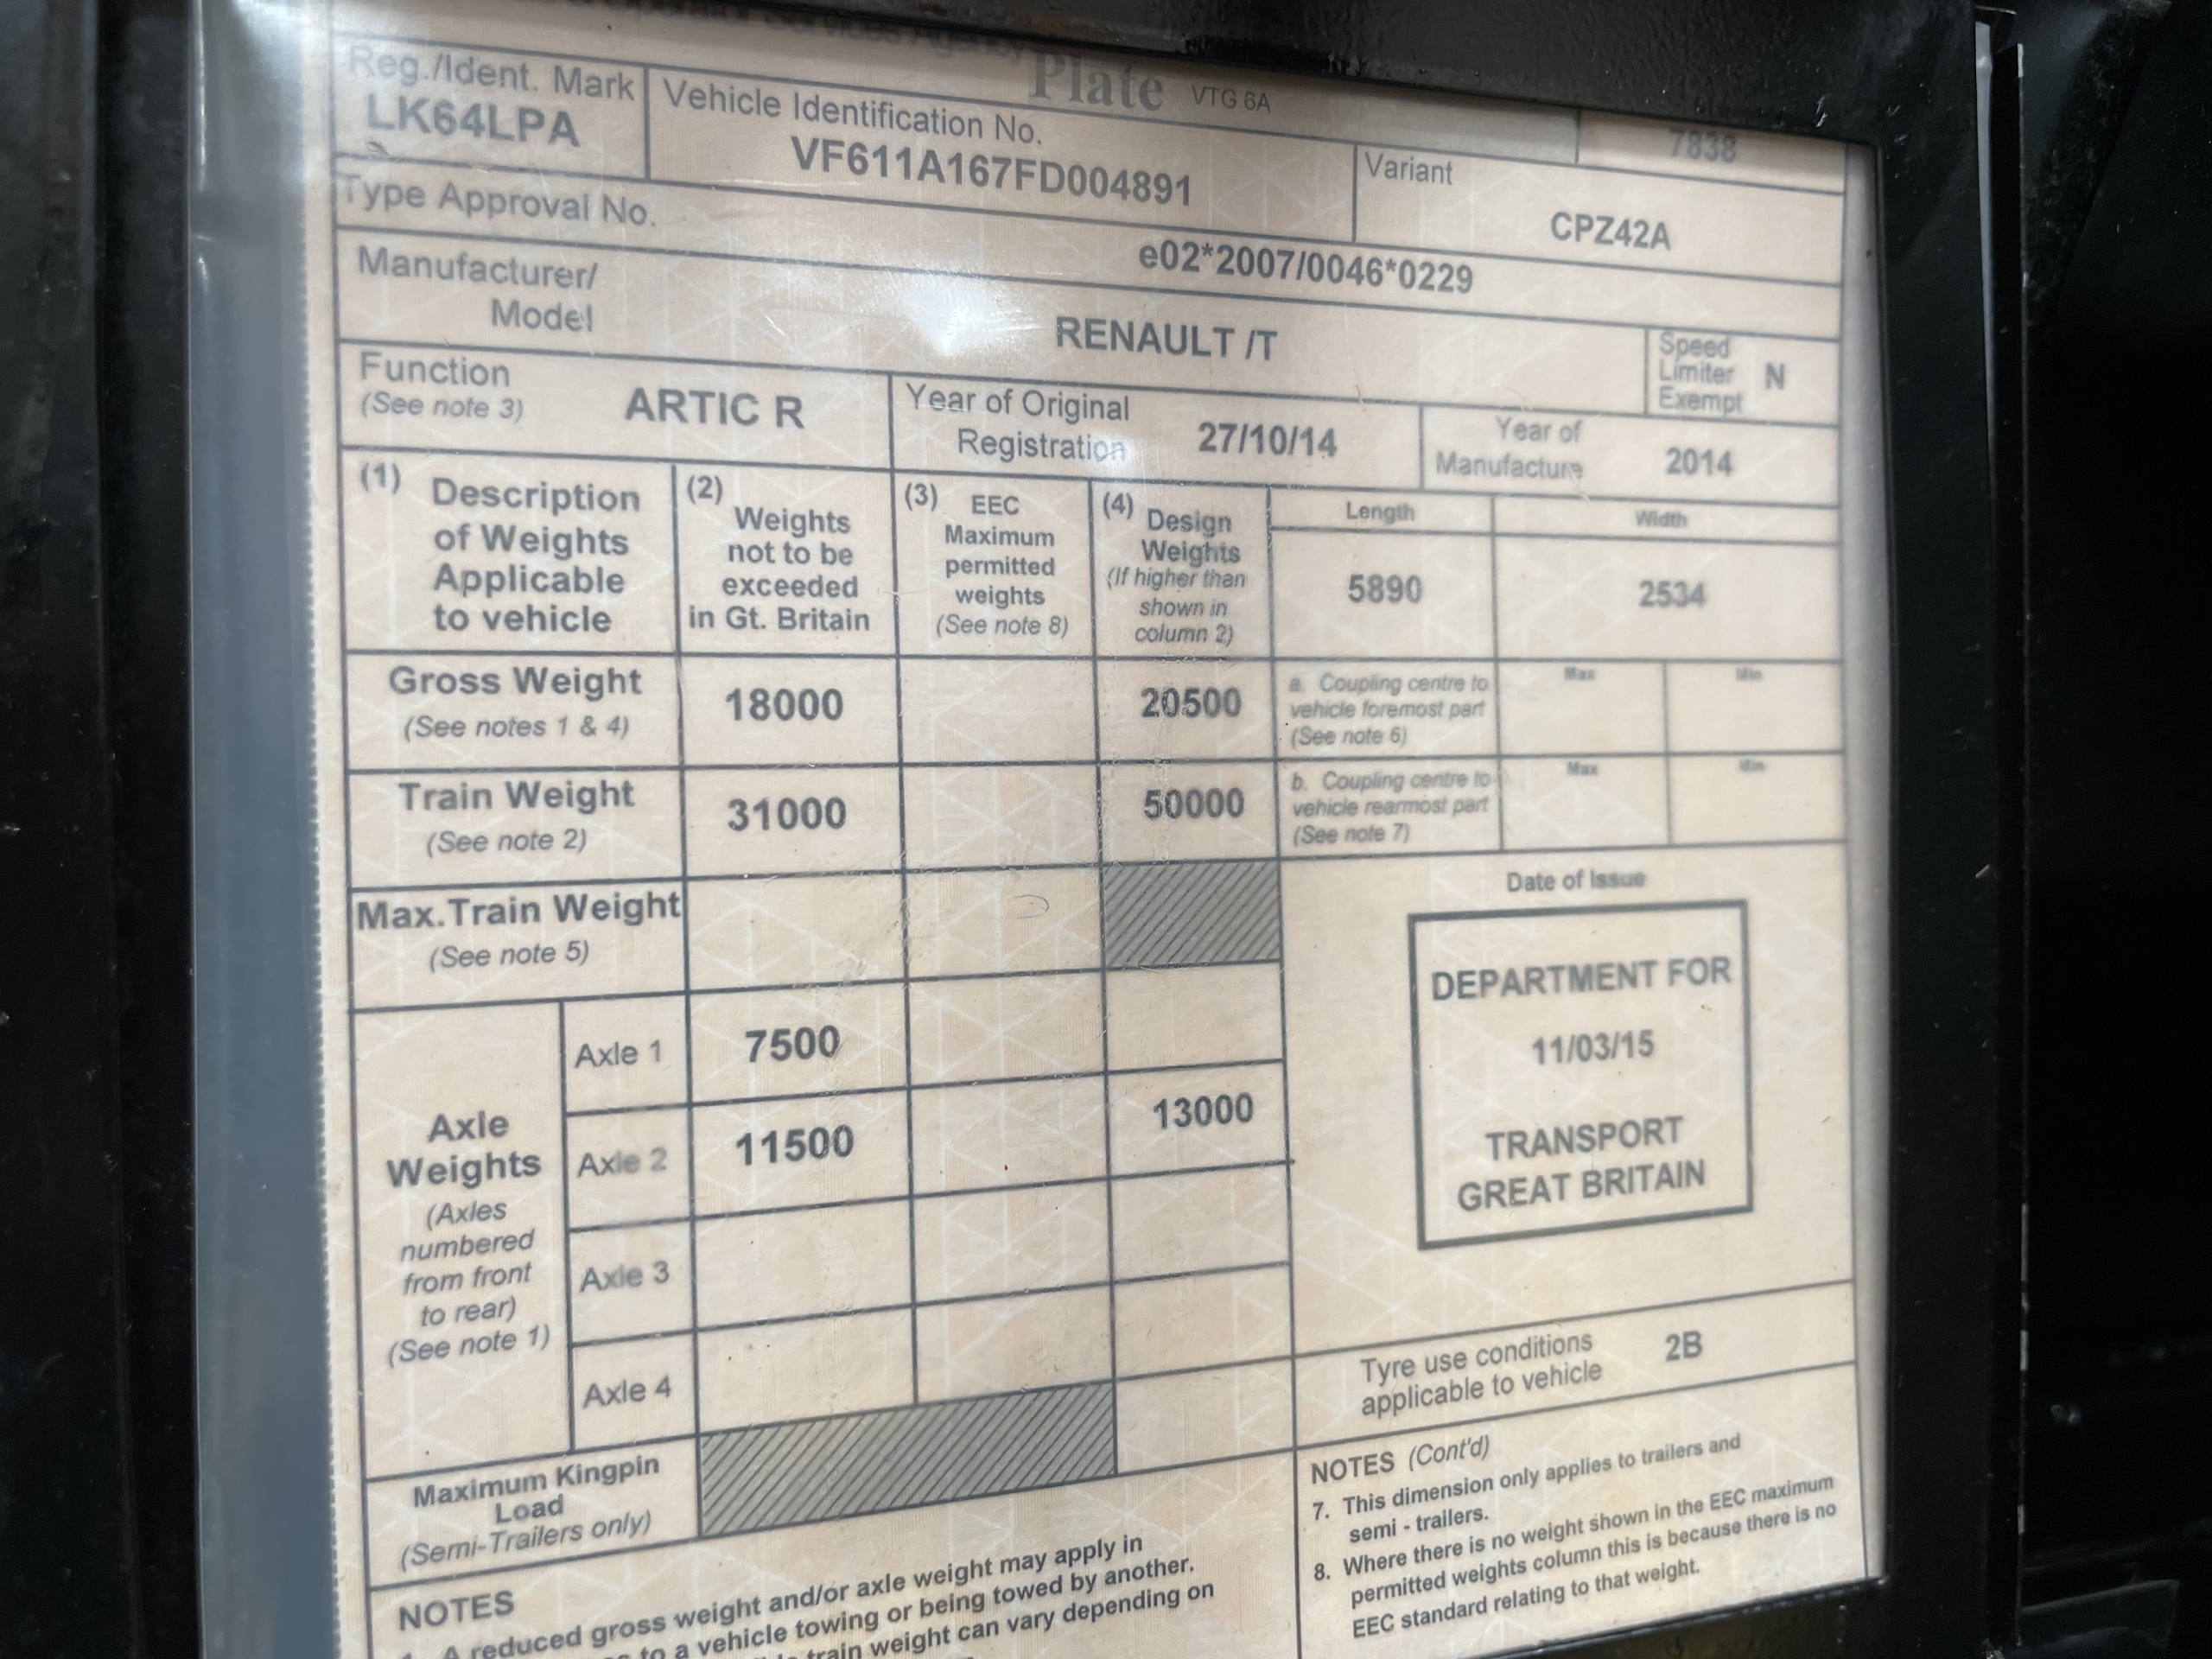 Operator Services Agency
Plate VTG 6A
7838
Reg./Ident. Mark
LK64LPA
Vehicle Identification No.
VF611A167FD004891
Variant
CPZ42A
Type Approval No.
e02*2007/0046*0229
Manufacturer/
Model
RENAULT /T
Speed
Limiter
Exempt
N
Function
(See note 3)
ARTIC R
Year of Original
Registration
27/10/14
Year of
Manufacture
2014
(1) Description
of Weights
Applicable
to vehicle
(2) Weights
not to be
exceeded
in Gt. Britain
(3) EEC
Maximum
permitted
weights
(See note 8)
(4) Design
Weights
(If higher than
shown in
column 2)
Length
5890
Width
2534
Gross Weight
(See notes 1 & 4)
18000
20500
a. Coupling centre to
vehicle foremost part
(See note 6)
Max
Min
Train Weight
(See note 2)
31000
50000
b. Coupling centre to
vehicle rearmost part
(See note 7)
Max
Min
Max.Train Weight
(See note 5)
Axle
Weights
(Axles
numbered
from front
to rear)
(See note 1)
Axle 1
7500
Axle 2
11500
13000
Axle 3
Axle 4
Maximum Kingpin
Load
(Semi-Trailers only)
Date of Issue
DEPARTMENT FOR
11/03/15
TRANSPORT
GREAT BRITAIN
Tyre use conditions
applicable to vehicle
2B
NOTES
1. A reduced gross weight and/or axle weight may apply in
to a vehicle towing or being towed by another.
train weight can vary depending on
NOTES (Cont'd)
7. This dimension only applies to trailers and
semi - trailers.
8. Where there is no weight shown in the EEC maximum
permitted weights column this is because there is no
EEC standard relating to that weight.